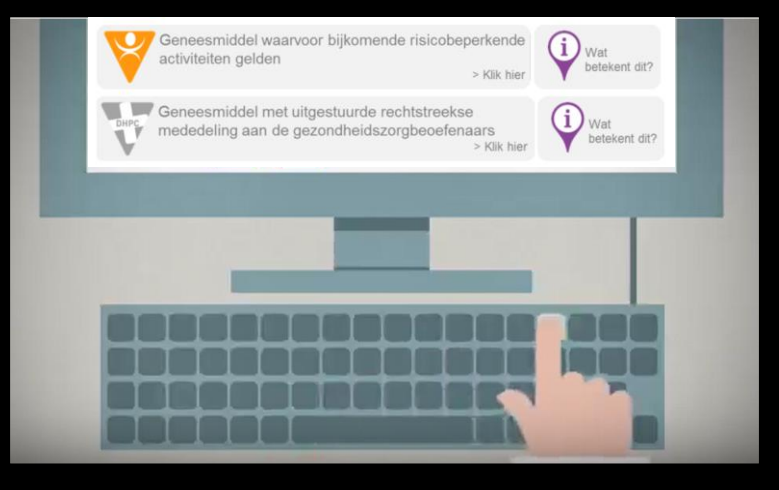 Geneesmiddel waarvoor bijkomende risicobeperkende
activiteiten gelden
> Klik hier
i
Wat
betekent dit?
DHPC
Geneesmiddel met uitgestuurde rechtstreekse
mededeling aan de gezondheidszorgbeoefenaars
> Klik hier
i
Wat
betekent dit?